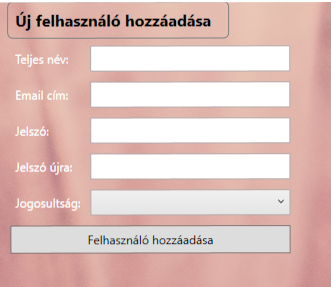 Új felhasználó hozzáadása
Teljes név:
Email cím:
Jelszó:
Jelszó újra:
Jogosultság:
Felhasználó hozzáadása